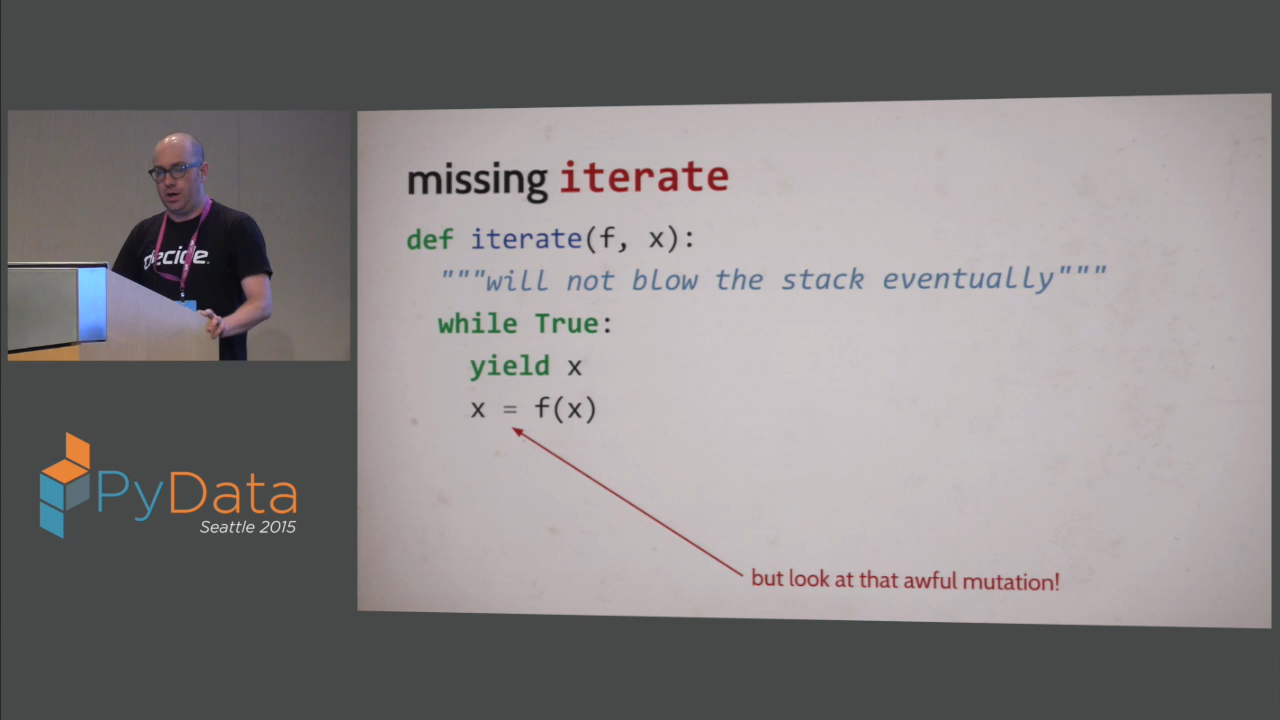 missing iterate
def iterate(f, x):
"""will not blow the stack eventually"""
while True:
yield x
x = f(x)
but look at that awful mutation!
decide.
PyData
Seattle 2015